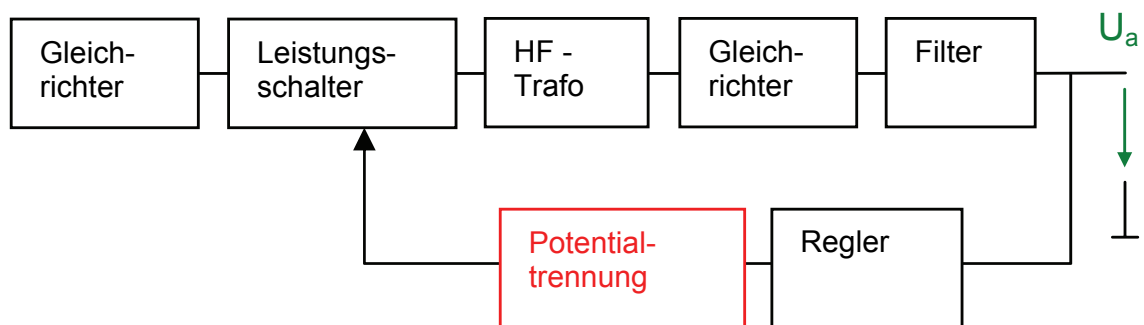 Gleich-
richter
Leistungs-
schalter
HF -
Trafo
Gleich-
richter
Filter
Uₐ
Potential-
trennung
Regler